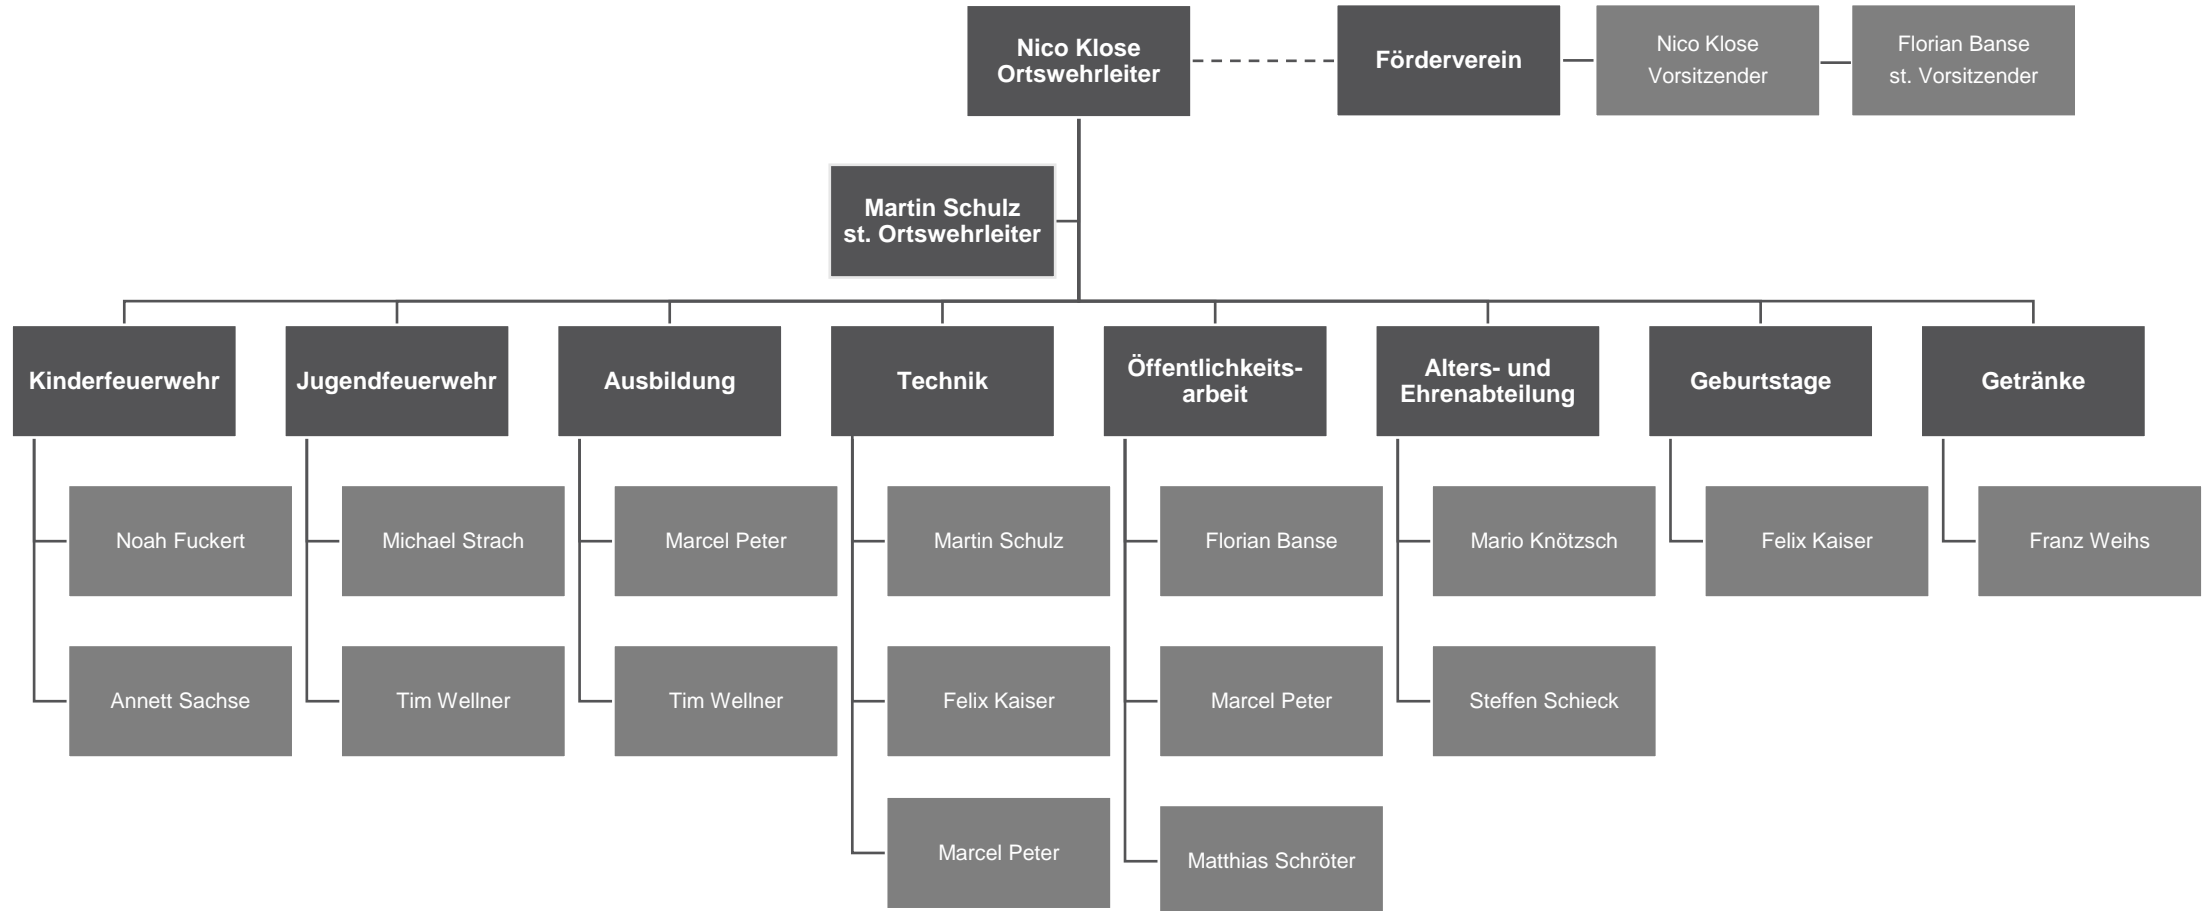 Nico Klose
Ortswehrleiter
Förderverein
Nico Klose
Vorsitzender
Florian Banse
st. Vorsitzender
Martin Schulz
st. Ortswehrleiter
Kinderfeuerwehr
Jugendfeuerwehr
Ausbildung
Technik
Öffentlichkeits-
arbeit
Alters- und
Ehrenabteilung
Geburtstage
Getränke
Noah Fuckert
Michael Strach
Marcel Peter
Martin Schulz
Florian Banse
Mario Knötzsch
Felix Kaiser
Franz Weihs
Annett Sachse
Tim Wellner
Tim Wellner
Felix Kaiser
Marcel Peter
Steffen Schieck
Marcel Peter
Matthias Schröter